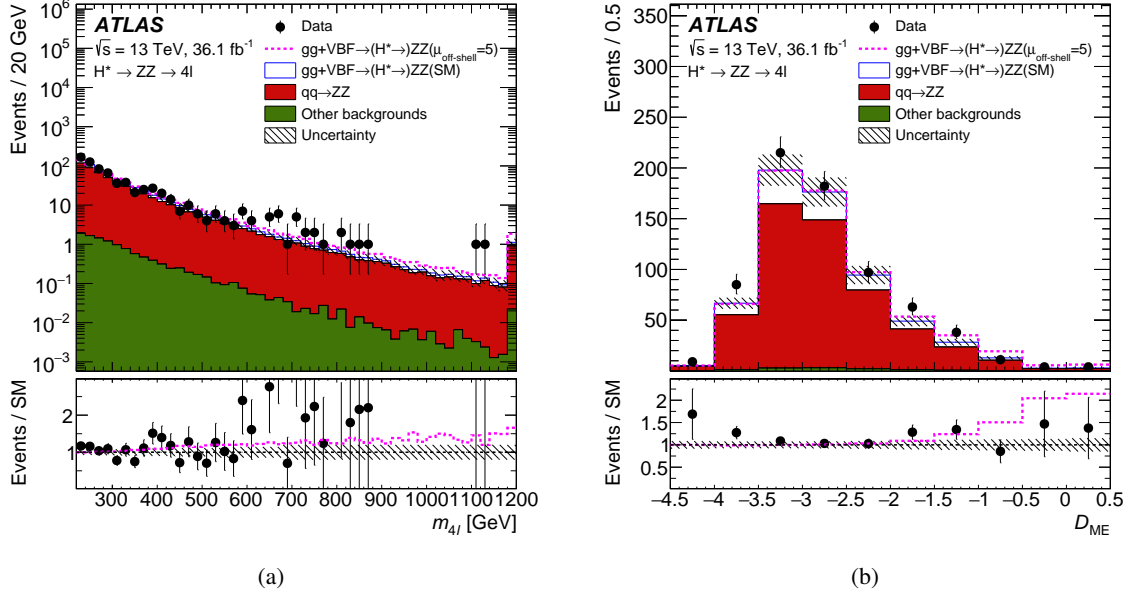 ATLAS
√s = 13 TeV, 36.1 fb⁻¹
H* → ZZ → 4l
Data
gg+VBF→(H*→)ZZ(μ_off-shell=5)
gg+VBF→(H*→)ZZ(SM)
qq→ZZ
Other backgrounds
Uncertainty
Events / 20 GeV
10⁶
10⁵
10⁴
10³
10²
10
1
10⁻¹
10⁻²
10⁻³
Events / SM
2
1
300 400 500 600 700 800 900 1000 1100 1200
m_4l [GeV]
(a)
ATLAS
√s = 13 TeV, 36.1 fb⁻¹
H* → ZZ → 4l
Data
gg+VBF→(H*→)ZZ(μ_off-shell=5)
gg+VBF→(H*→)ZZ(SM)
qq→ZZ
Other backgrounds
Uncertainty
Events / 0.5
350
300
250
200
150
100
50
Events / SM
2
1.5
1
0.5
−4.5 −4 −3.5 −3 −2.5 −2 −1.5 −1 −0.5 0 0.5
D_ME
(b)